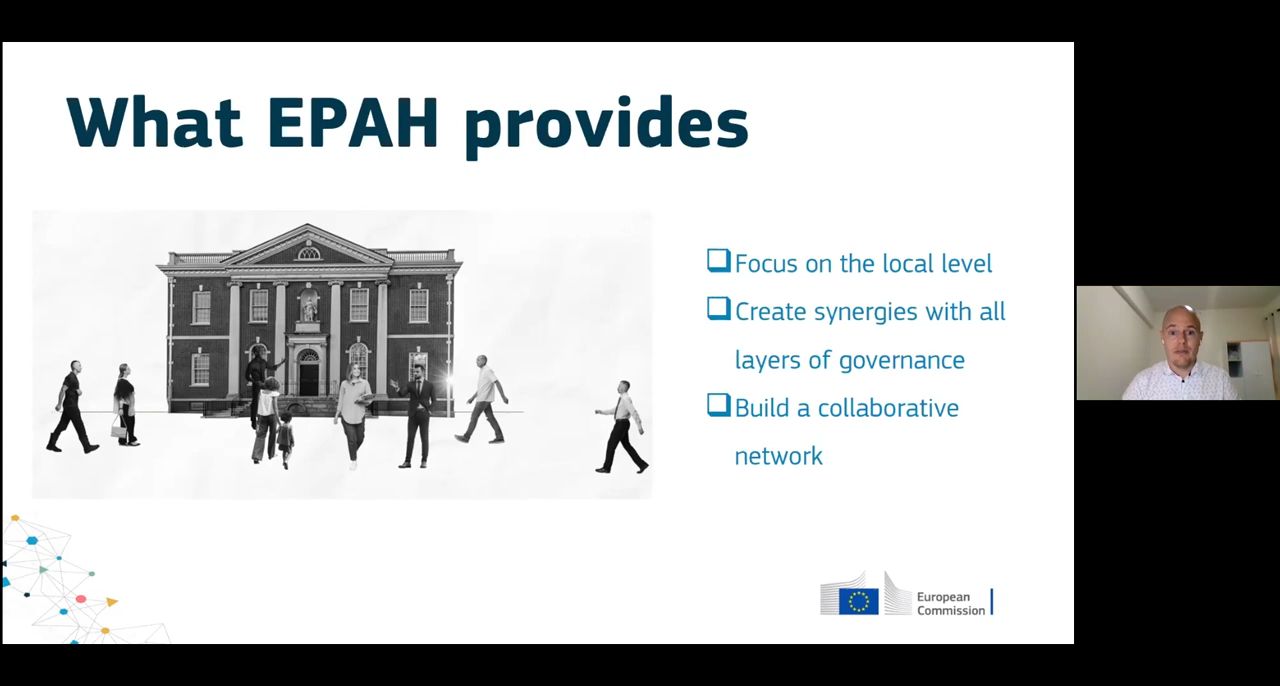 What EPAH provides
Focus on the local level
Create synergies with all
layers of governance
Build a collaborative
network
European
Commission